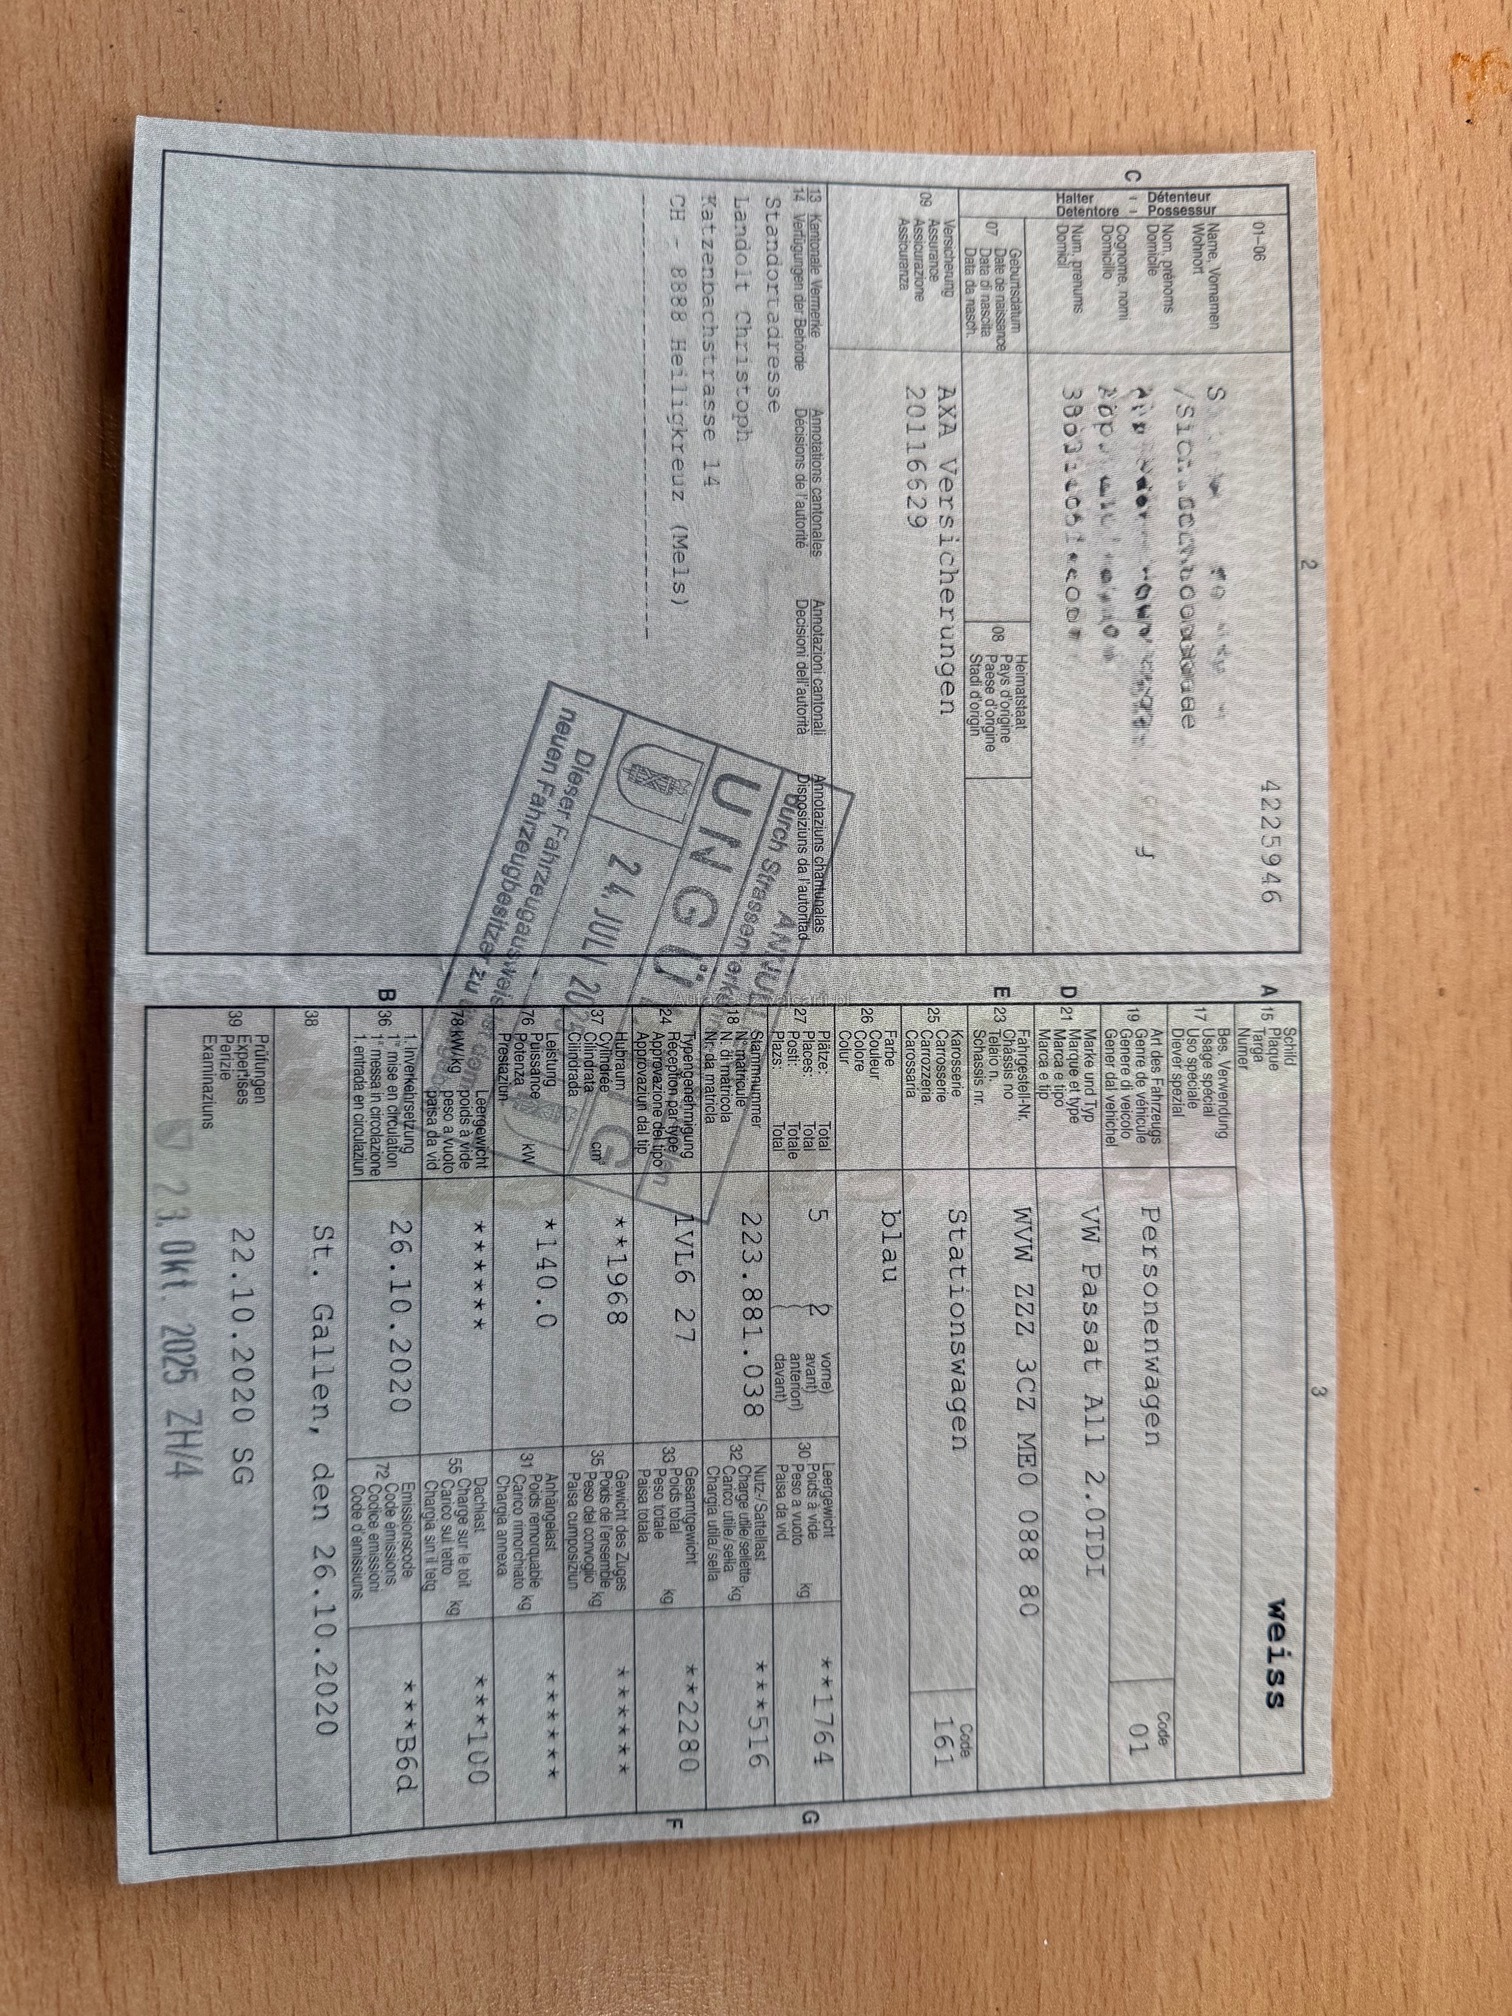 2
01-06
4225946
C
Détenteur
Possessur
Halter
Detentore
Name, Vornamen
Wohnort
Nom, prénoms
Domicile
Cognome, nomi
Domicilio
Num, prenums
Domicil
07
Geburtsdatum
Date de naissance
Data di nascita
Data da nasch.
08
Heimatstaat
Pays d'origine
Paese d'origine
Stadi d'origin
09
Versicherung
Assurance
Assicurazione
Assicuranza
AXA Versicherungen
20116629
13 Kantonale Vermerke
14 Verfügungen der Behörde
Annotations cantonales
Décisions de l'autorité
Annotazioni cantonali
Decisioni dell'autorità
Annotaziuns chantunalas
Disposiziuns da l'autoritad
Standortadresse
Landolt Christoph
Katzenbachstrasse 14
CH - 8888 Heiligkreuz (Mels)
durch
UNGÜ
G
24. JULI
Dieser Fahrzeugausweis
neuen Fahrzeugbesitzer zu
3
A
15
Schild
Plaque
Targa
Numer
weiss
17
Bes. Verwendung
Usage spécial
Uso speciale
Diever spezial
19
Art des Fahrzeugs
Genre de véhicule
Genere di veicolo
Gener dal vehichel
Personenwagen
Code
01
D
21
Marke und Typ
Marque et type
Marca e tipo
Marca e tip
VW Passat All 2.0TDI
E
23
Fahrgestell-Nr.
Châssis no
Telaio n.
Schassis nr.
WVW ZZZ 3CZ ME0 088 80
25
Karosserie
Carrosserie
Carrozzeria
Carossaria
Stationswagen
Code
161
26
Farbe
Couleur
Colore
Colur
blau
27
Plätze: Total
Places: Total
Posti: Totale
Plazs: Total
5
2
vorne)
avant)
anteriori)
davant)
30
Leergewicht
Poids à vide
Peso a vuoto
Paisa da vid
kg
**1764
G
18
Stammnummer
N° matricule
N. di matricola
Nr. da matricla
223.881.038
32
Nutz-/Sattellast
Charge utile/sellette
Carico utile/sella
Chargia utila/sella
kg
***516
24
Typengenehmigung
Réception par type
Approvazione del tipo
Approvaziun dal tip
1VL6 27
33
Gesamtgewicht
Poids total
Peso totale
Paisa totala
kg
**2280
F
37
Hubraum
Cylindrée
Cilindrata
Cilindrada
cm³
**1968
35
Gewicht des Zuges
Poids de l'ensemble
Peso del convoglio
Paisa cumposiziun
kg
******
76
Leistung
Puissance
Potenza
Prestaziun
kW
*140.0
31
Anhängelast
Poids remorquable
Carico rimorchiato
Chargia annexa
kg
******
78 kW/kg
Leergewicht
poids à vide
peso a vuoto
paisa da vid
******
55
Dachlast
Charge sur le toit
Carico sul tetto
Chargia sin il tetg
kg
***100
B
36
1. Inverkehrsetzung
1re mise en circulation
1a messa in circolazione
1. entrada en circulaziun
26.10.2020
72
Emissionscode
Code émissions
Codice emissioni
Code d'emissiuns
***B6d
38
St. Gallen, den 26.10.2020
39
Prüfungen
Expertises
Perizie
Examinaziuns
22.10.2020 SG
23. Okt. 2025 ZH/4